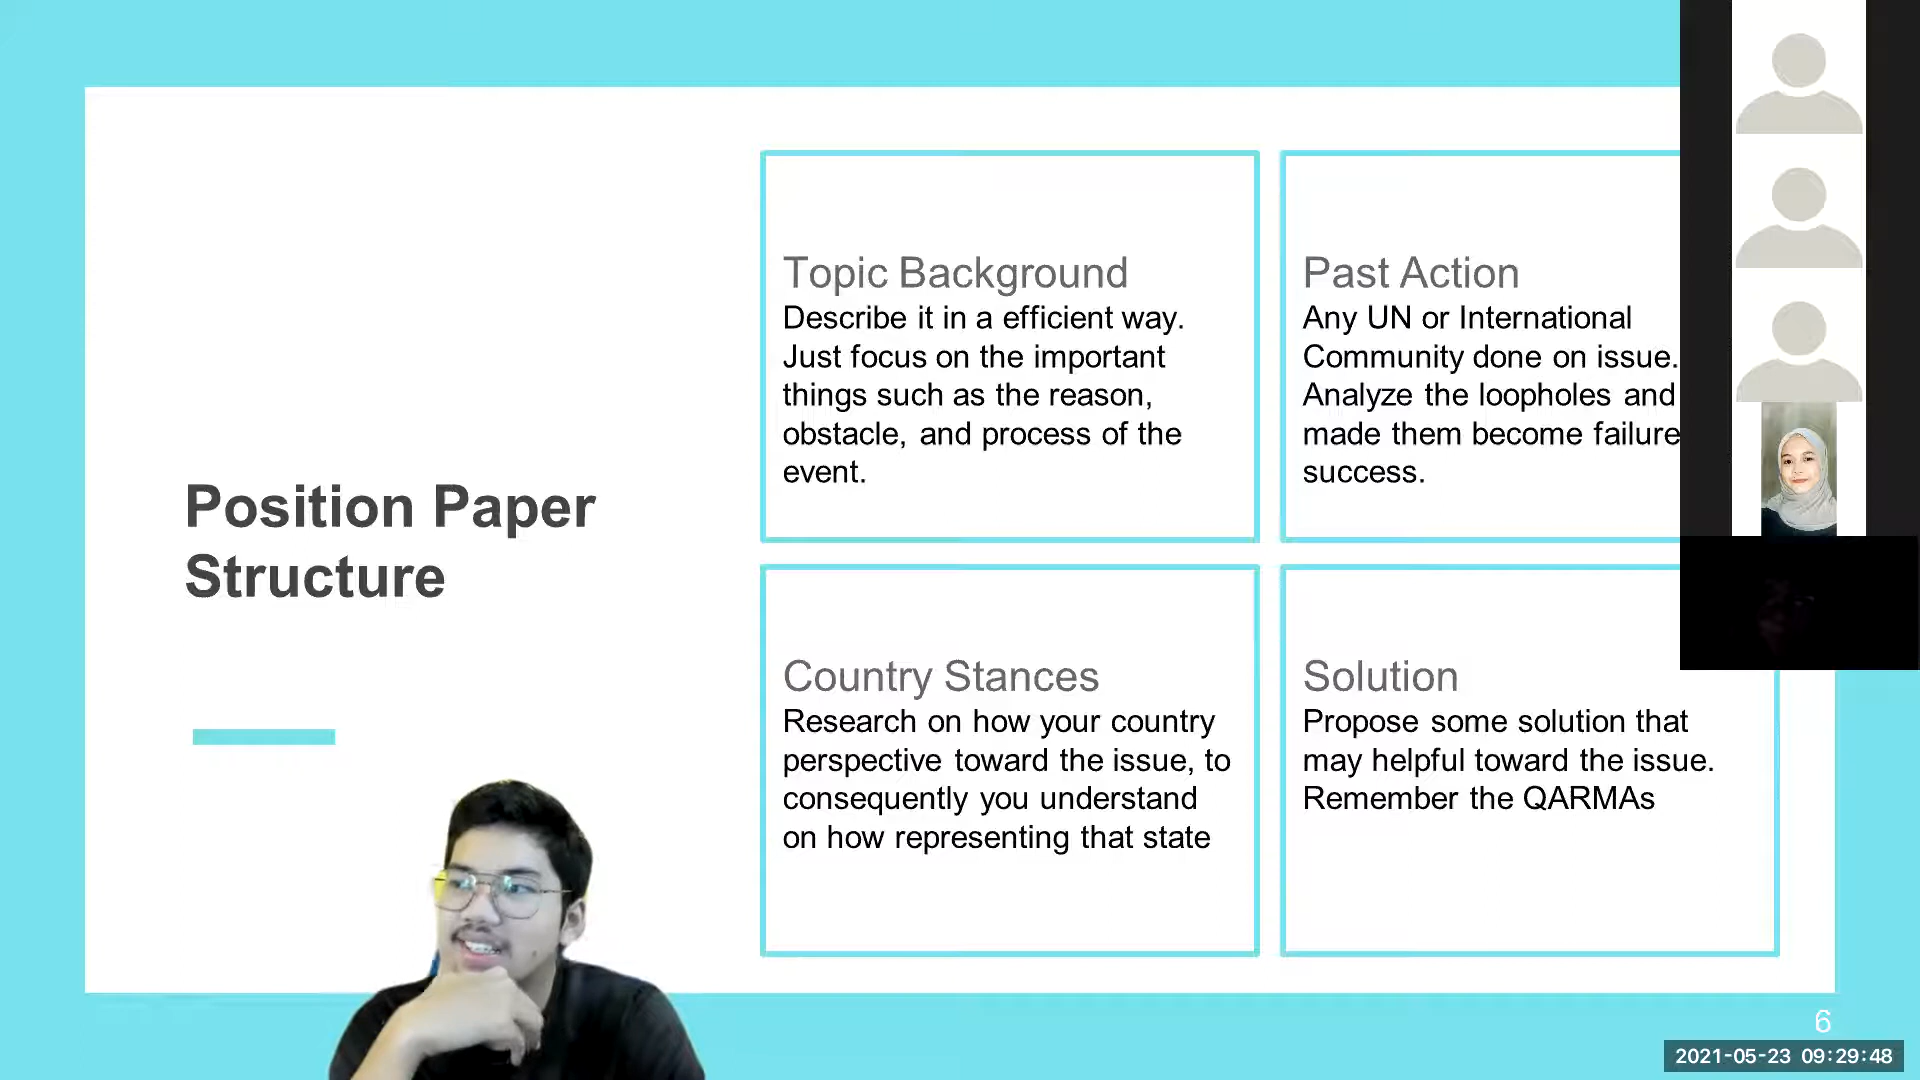 Position Paper
Structure
Topic Background
Describe it in a efficient way.
Just focus on the important
things such as the reason,
obstacle, and process of the
event.
Past Action
Any UN or International
Community done on issue.
Analyze the loopholes and
made them become failure
success.
Country Stances
Research on how your country
perspective toward the issue, to
consequently you understand
on how representing that state
Solution
Propose some solution that
may helpful toward the issue.
Remember the QARMAs
6
2021-05-23 09:29:48